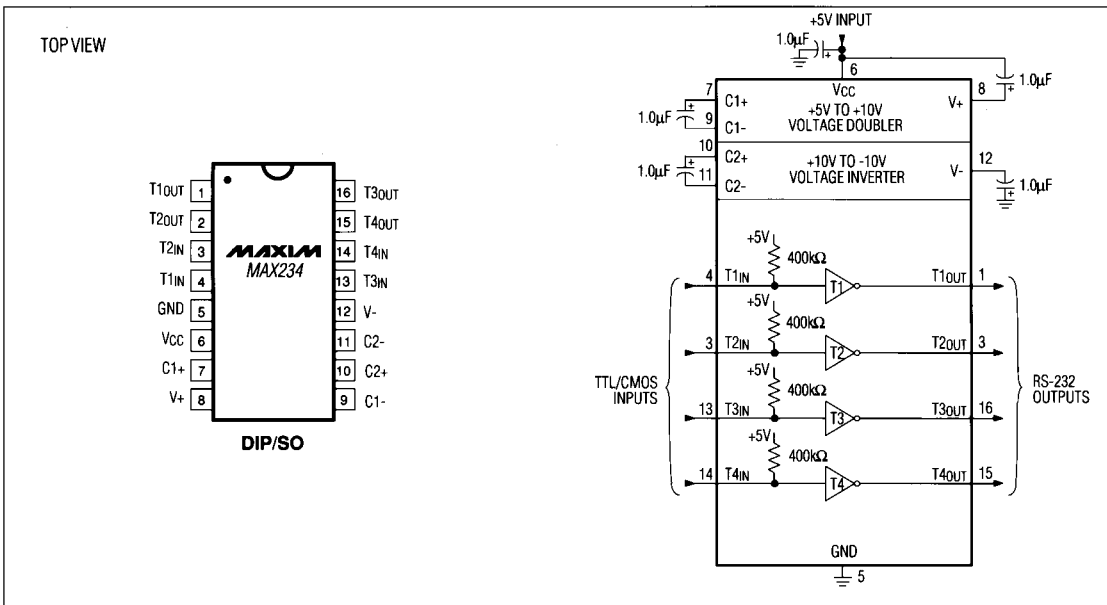 TOP VIEW
T1OUT 1
T2OUT 2
T2IN 3
T1IN 4
GND 5
VCC 6
C1+ 7
V+ 8
16 T3OUT
15 T4OUT
14 T4IN
13 T3IN
12 V-
11 C2-
10 C2+
9 C1-
MAXIM
MAX234
DIP/SO
+5V INPUT
1.0µF
6
VCC
7 C1+
1.0µF
9 C1-
+5V TO +10V
VOLTAGE DOUBLER
V+ 8
1.0µF
10 C2+
1.0µF
11 C2-
+10V TO -10V
VOLTAGE INVERTER
V- 12
1.0µF
+5V
400kΩ
4 T1IN T1 T1OUT 1
+5V
400kΩ
3 T2IN T2 T2OUT 3
+5V
400kΩ
13 T3IN T3 T3OUT 16
+5V
400kΩ
14 T4IN T4 T4OUT 15
TTL/CMOS
INPUTS
RS-232
OUTPUTS
GND
5